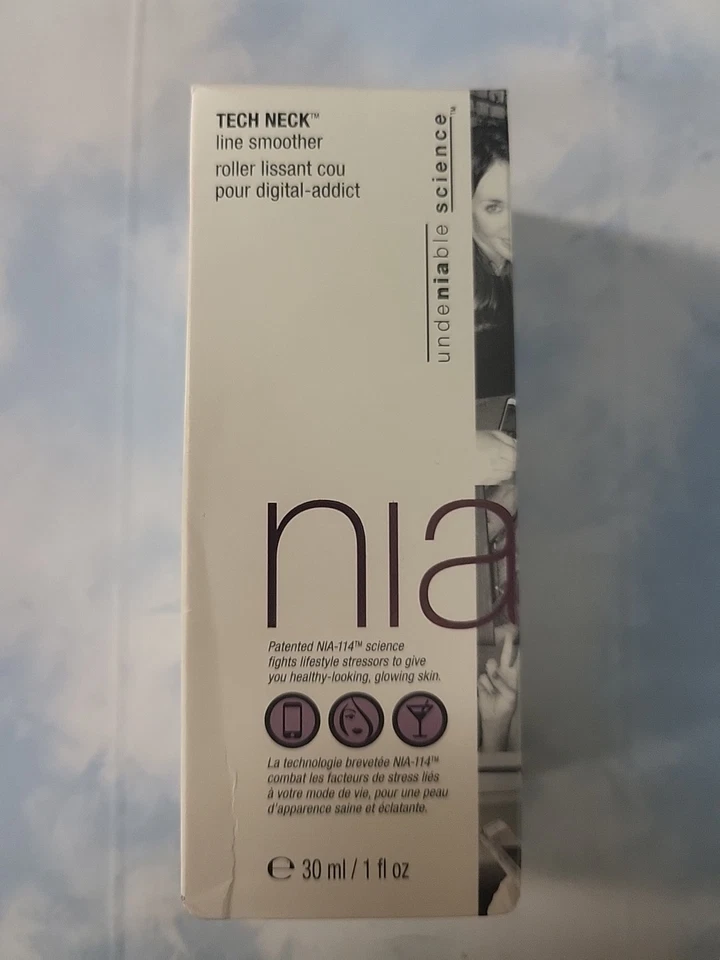 TECH NECK™
line smoother
roller lissant cou
pour digital-addict
undeniable science™
nia
Patented NIA-114™ science
fights lifestyle stressors to give
you healthy-looking, glowing skin.
La technologie brevetée NIA-114™
combat les facteurs de stress liés
à votre mode de vie, pour une peau
d'apparence saine et éclatante.
℮ 30 ml / 1 fl oz